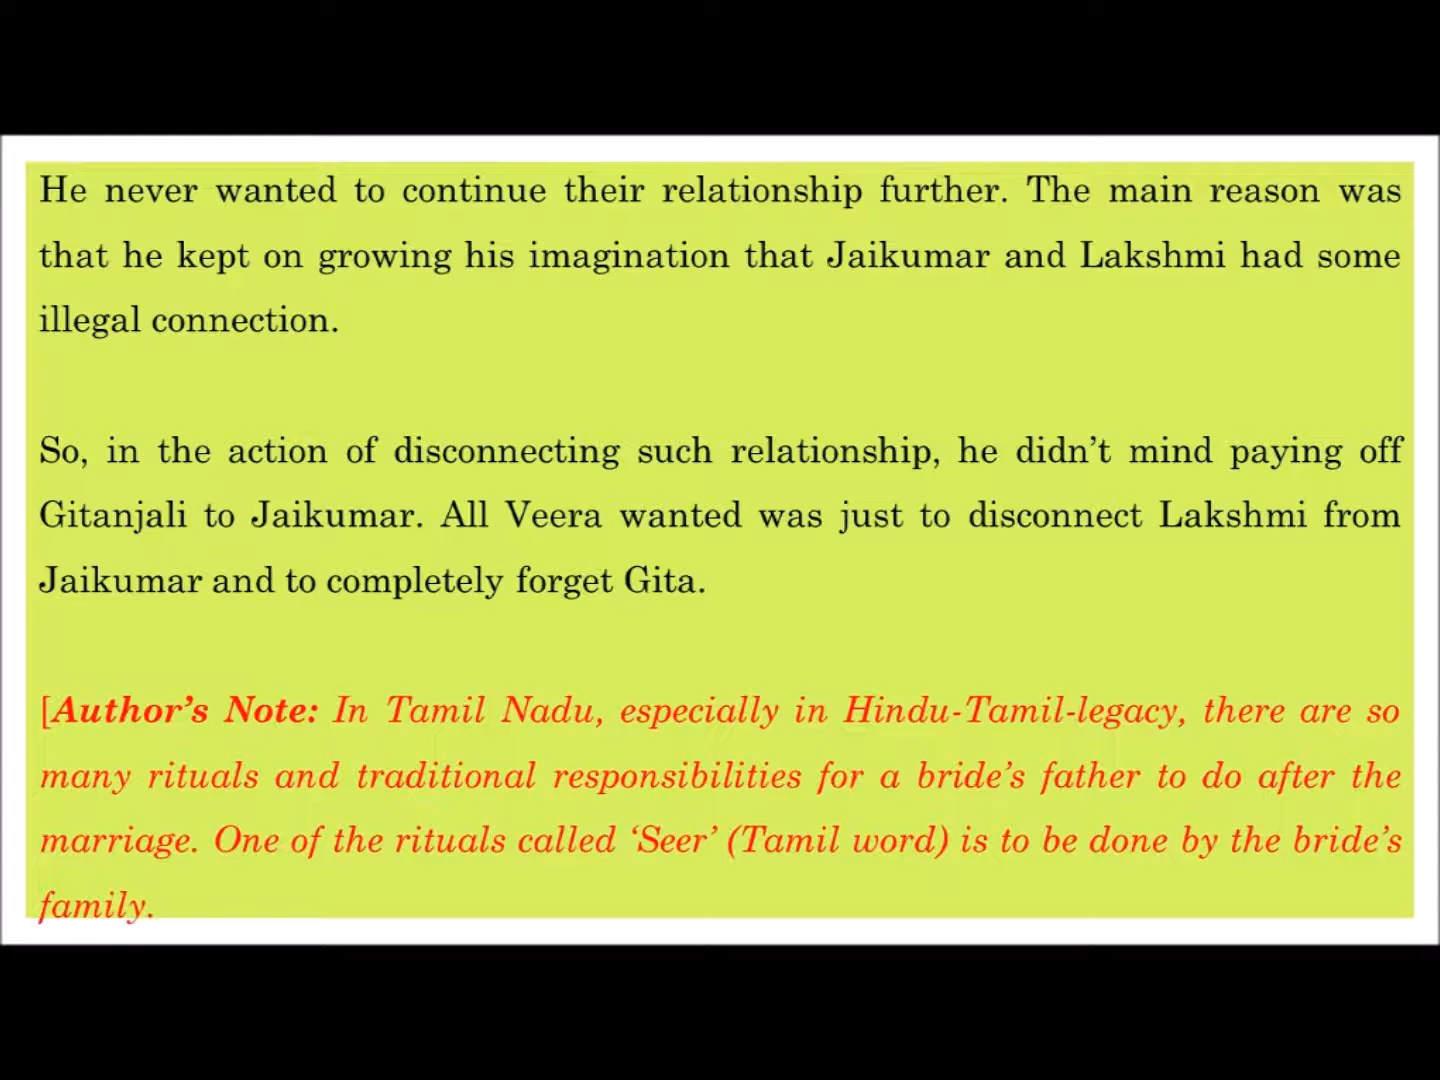 He never wanted to continue their relationship further. The main reason was
that he kept on growing his imagination that Jaikumar and Lakshmi had some
illegal connection.
So, in the action of disconnecting such relationship, he didn’t mind paying off
Gitanjali to Jaikumar. All Veera wanted was just to disconnect Lakshmi from
Jaikumar and to completely forget Gita.
[Author’s Note: In Tamil Nadu, especially in Hindu-Tamil-legacy, there are so
many rituals and traditional responsibilities for a bride’s father to do after the
marriage. One of the rituals called ‘Seer’ (Tamil word) is to be done by the bride’s
family.